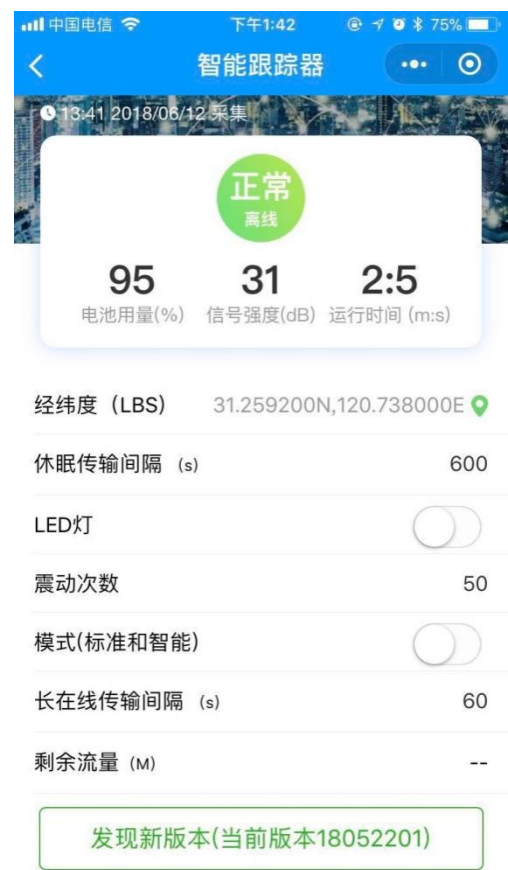 中国电信 下午1:42 75%
智能跟踪器
13:41 2018/06/12 采集
正常
离线
95 31 2:5
电池用量(%) 信号强度(dB) 运行时间 (m:s)
经纬度（LBS） 31.259200N,120.738000E
休眠传输间隔 (s) 600
LED灯
震动次数 50
模式(标准和智能)
长在线传输间隔 (s) 60
剩余流量 (M) --
发现新版本(当前版本18052201)